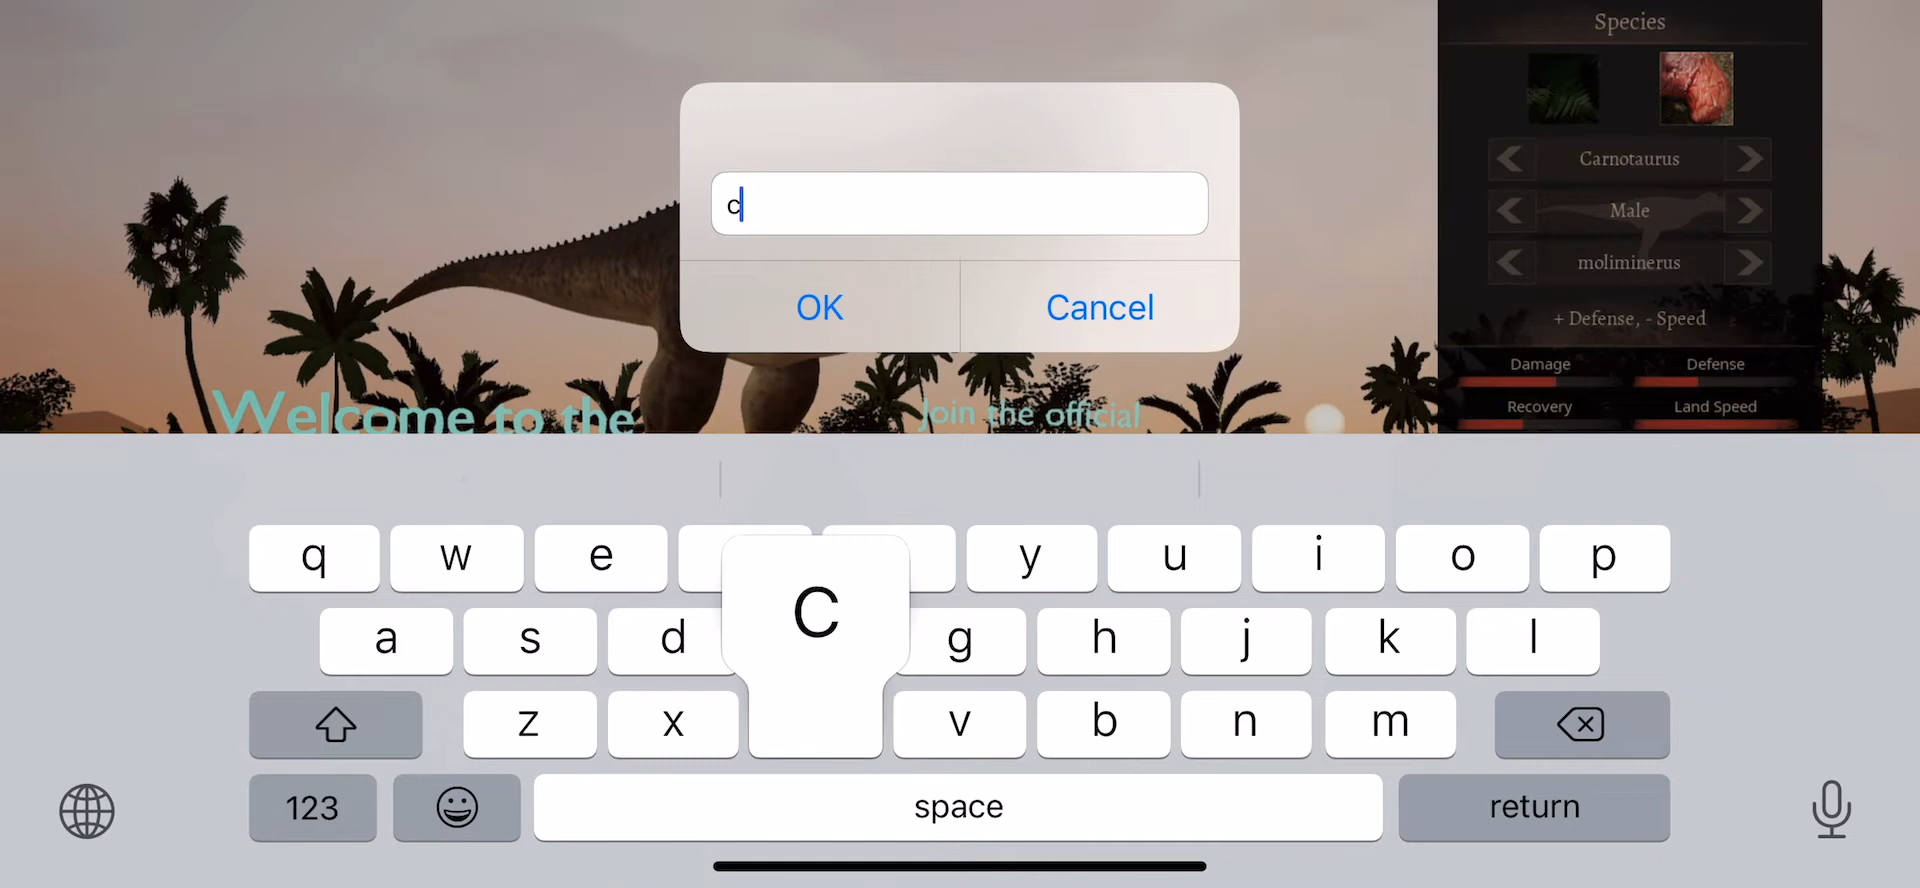 Species
Carnotaurus
Male
moliminerus
+ Defense, - Speed
Damage Defense
Recovery Land Speed
c
OK Cancel
Welcome to the
Join the official
q w e y u i o p
C
a s d g h j k l
z x v b n m
123 space return